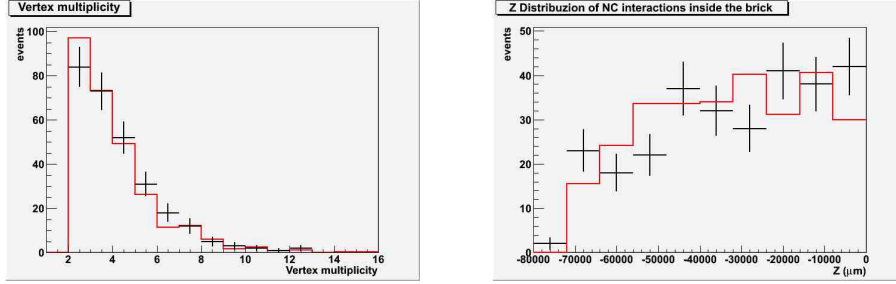 Vertex multiplicity
events
100
80
60
40
20
0
2 4 6 8 10 12 14 16
Vertex multiplicity
Z Distribuzion of NC interactions inside the brick
events
50
40
30
20
10
0
-80000 -70000 -60000 -50000 -40000 -30000 -20000 -10000 0
Z (μm)